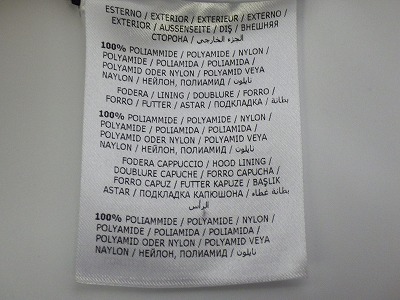 ESTERNO / EXTERIOR / EXTERIEUR / EXTERNO /
EXTERIOR / AUSSENSEITE / DIŞ / ВНЕШНЯЯ
СТОРОНА / الجزء الخارجي
100% POLIAMMIDE / POLYAMIDE / NYLON /
POLYAMIDE / POLIAMIDA / POLIAMIDA /
POLYAMID ODER NYLON / POLYAMID VEYA
NAYLON / НЕЙЛОН, ПОЛИАМИД / نايلون
FODERA / LINING / DOUBLURE / FORRO /
FORRO / FUTTER / ASTAR / ПОДКЛАДКА / بطانة
100% POLIAMMIDE / POLYAMIDE / NYLON /
POLYAMIDE / POLIAMIDA / POLIAMIDA /
POLYAMID ODER NYLON / POLYAMID VEYA
NAYLON / НЕЙЛОН, ПОЛИАМИД / نايلون
FODERA CAPPUCCIO / HOOD LINING /
DOUBLURE CAPUCHE / FORRO CAPUCHA /
FORRO CAPUZ / FUTTER KAPUZE / BAŞLIK
ASTAR / ПОДКЛАДКА КАПЮШОНА / بطانة غطاء
الرأس
100% POLIAMMIDE / POLYAMIDE / NYLON /
POLYAMIDE / POLIAMIDA / POLIAMIDA /
POLYAMID ODER NYLON / POLYAMID VEYA
NAYLON / НЕЙЛОН, ПОЛИАМИД / نايلون